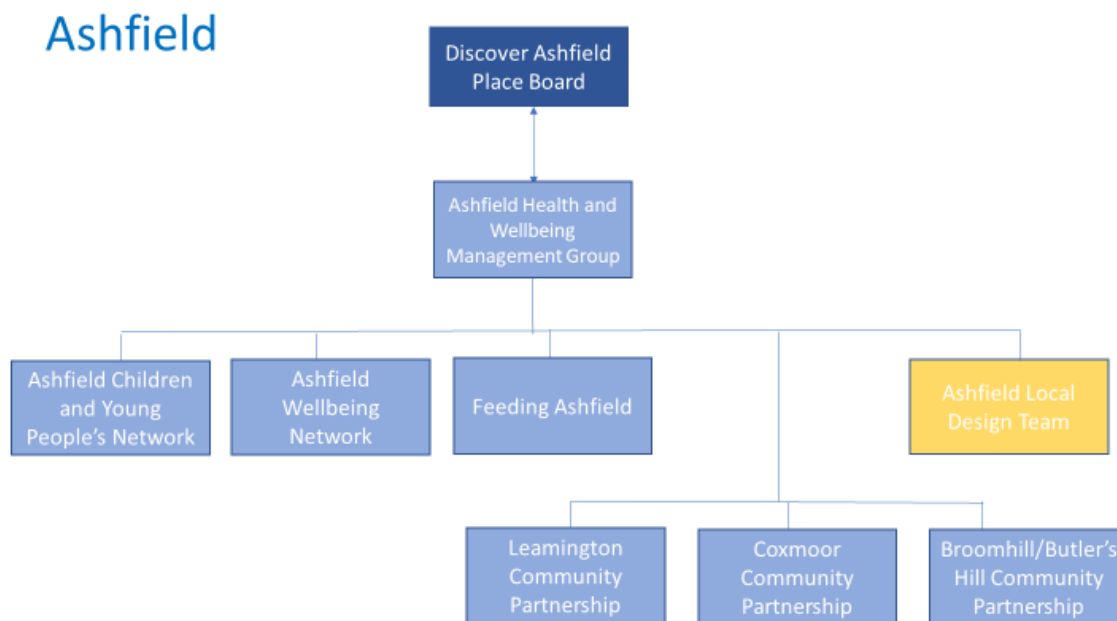 Ashfield
Discover Ashfield
Place Board
Ashfield Health and
Wellbeing
Management Group
Ashfield Children
and Young
People’s Network
Ashfield
Wellbeing
Network
Feeding Ashfield
Ashfield Local
Design Team
Leamington
Community
Partnership
Coxmoor
Community
Partnership
Broomhill/Butler’s
Hill Community
Partnership